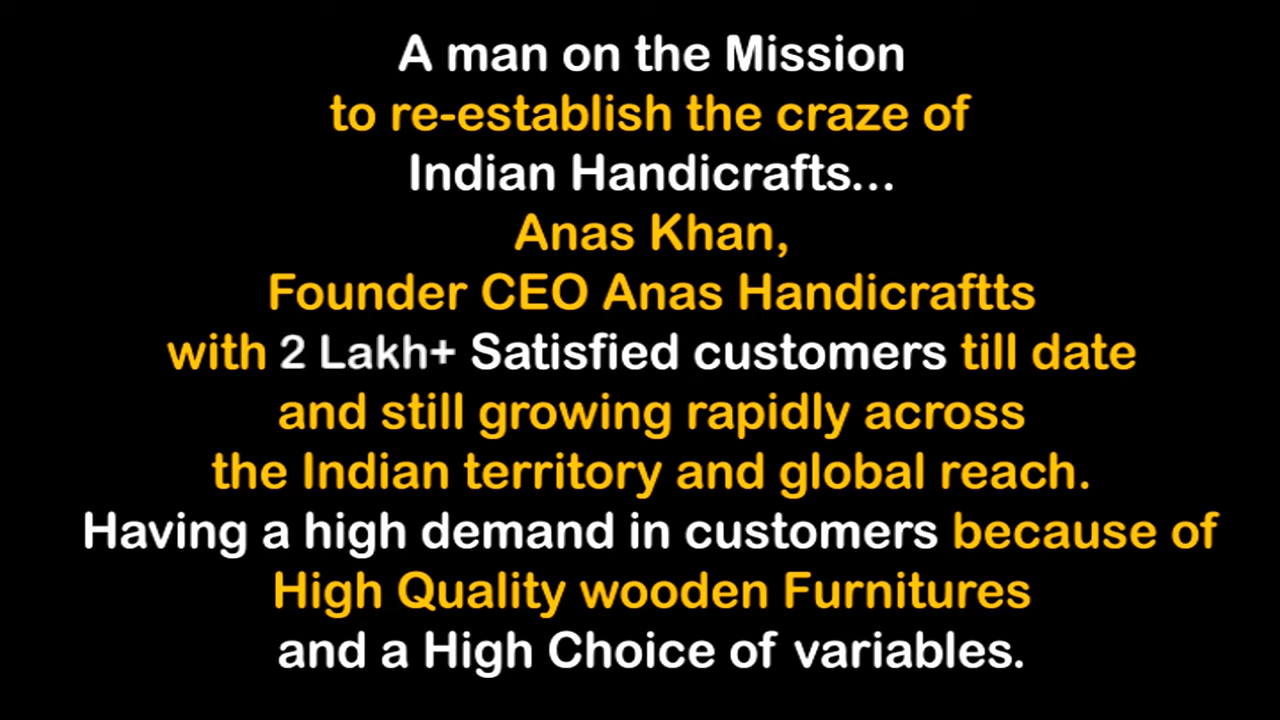 A man on the Mission
to re-establish the craze of
Indian Handicrafts...
Anas Khan,
Founder CEO Anas Handicraftts
with 2 Lakh+ Satisfied customers till date
and still growing rapidly across
the Indian territory and global reach.
Having a high demand in customers because of
High Quality wooden Furnitures
and a High Choice of variables.